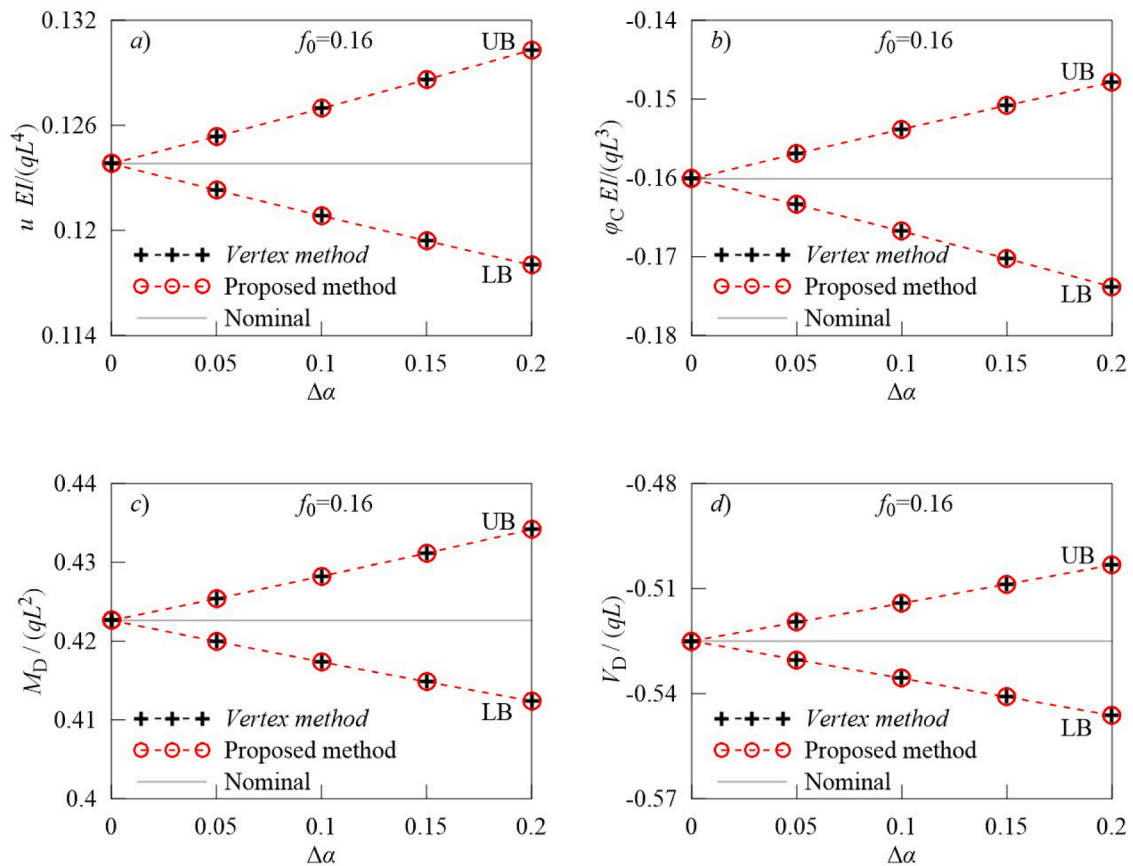 a)
f0=0.16
UB
LB
0.132
0.126
0.12
0.114
u EI/(qL⁴)
Vertex method
Proposed method
Nominal
0 0.05 0.1 0.15 0.2
Δα
b)
f0=0.16
UB
LB
-0.14
-0.15
-0.16
-0.17
-0.18
φC EI/(qL³)
Vertex method
Proposed method
Nominal
0 0.05 0.1 0.15 0.2
Δα
c)
f0=0.16
UB
LB
0.44
0.43
0.42
0.41
0.4
MD / (qL²)
Vertex method
Proposed method
Nominal
0 0.05 0.1 0.15 0.2
Δα
d)
f0=0.16
UB
LB
-0.48
-0.51
-0.54
-0.57
VD / (qL)
Vertex method
Proposed method
Nominal
0 0.05 0.1 0.15 0.2
Δα